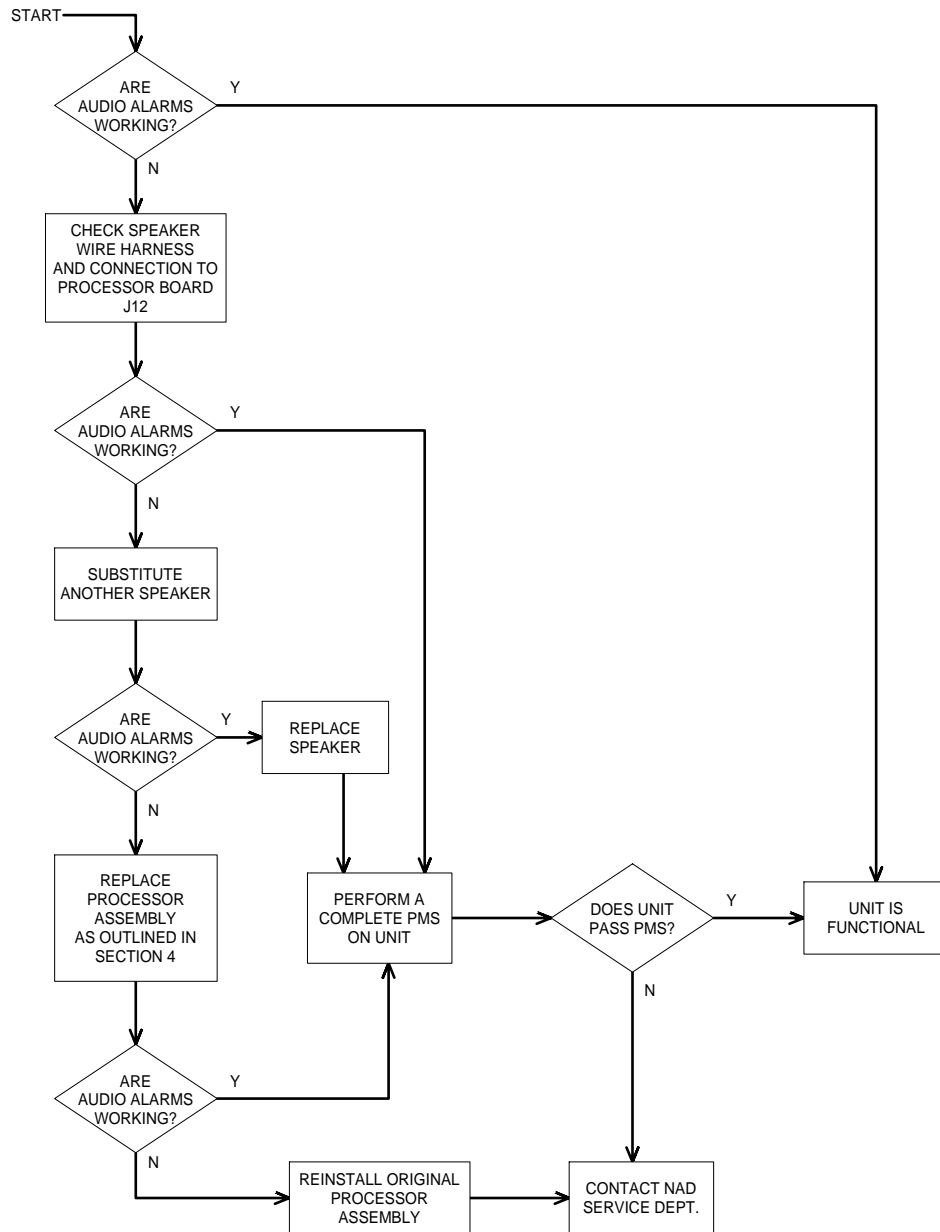 START
ARE
AUDIO ALARMS
WORKING?
Y
N
CHECK SPEAKER
WIRE HARNESS
AND CONNECTION TO
PROCESSOR BOARD
J12
ARE
AUDIO ALARMS
WORKING?
Y
N
SUBSTITUTE
ANOTHER SPEAKER
ARE
AUDIO ALARMS
WORKING?
Y
N
REPLACE
SPEAKER
REPLACE
PROCESSOR
ASSEMBLY
AS OUTLINED IN
SECTION 4
PERFORM A
COMPLETE PMS
ON UNIT
DOES UNIT
PASS PMS?
Y
N
UNIT IS
FUNCTIONAL
ARE
AUDIO ALARMS
WORKING?
Y
N
REINSTALL ORIGINAL
PROCESSOR
ASSEMBLY
CONTACT NAD
SERVICE DEPT.